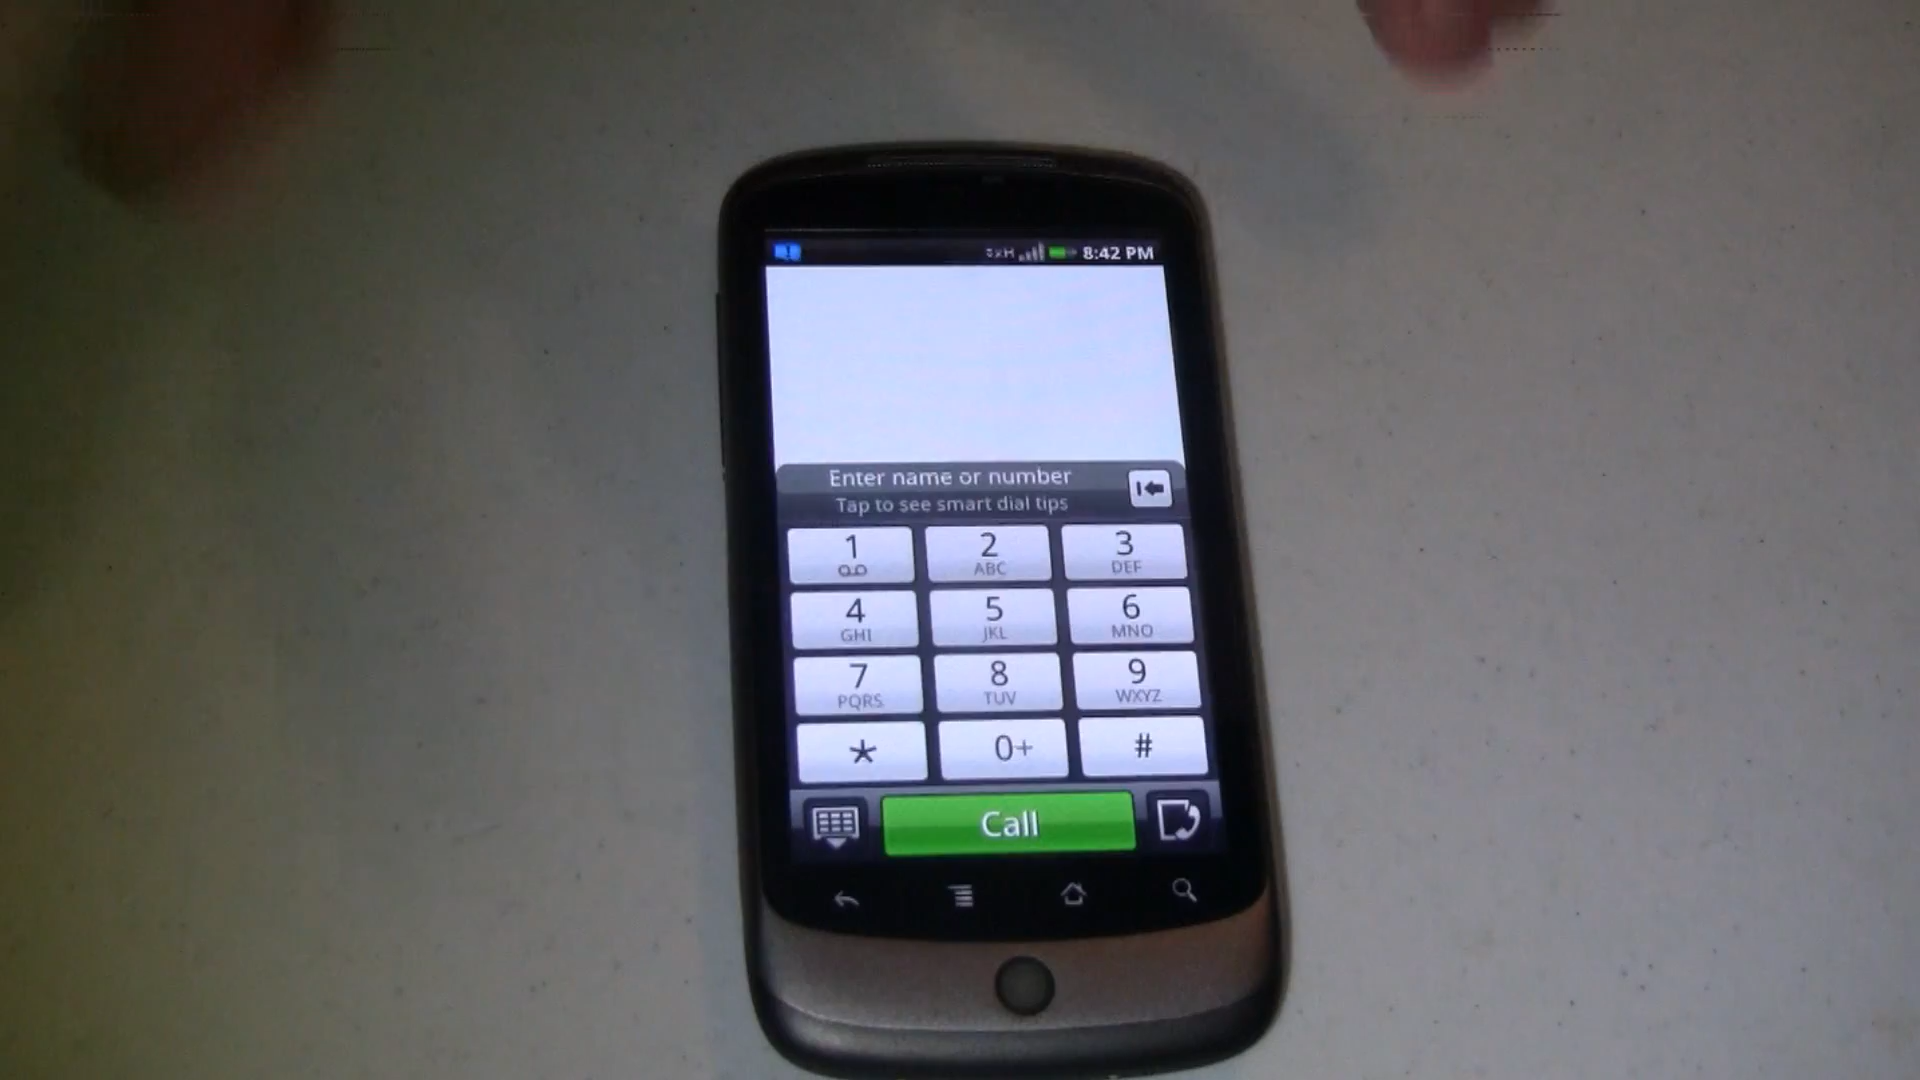 8:42 PM
Enter name or number
Tap to see smart dial tips
1 2 ABC 3 DEF
4 GHI 5 JKL 6 MNO
7 PQRS 8 TUV 9 WXYZ
* 0+ #
Call